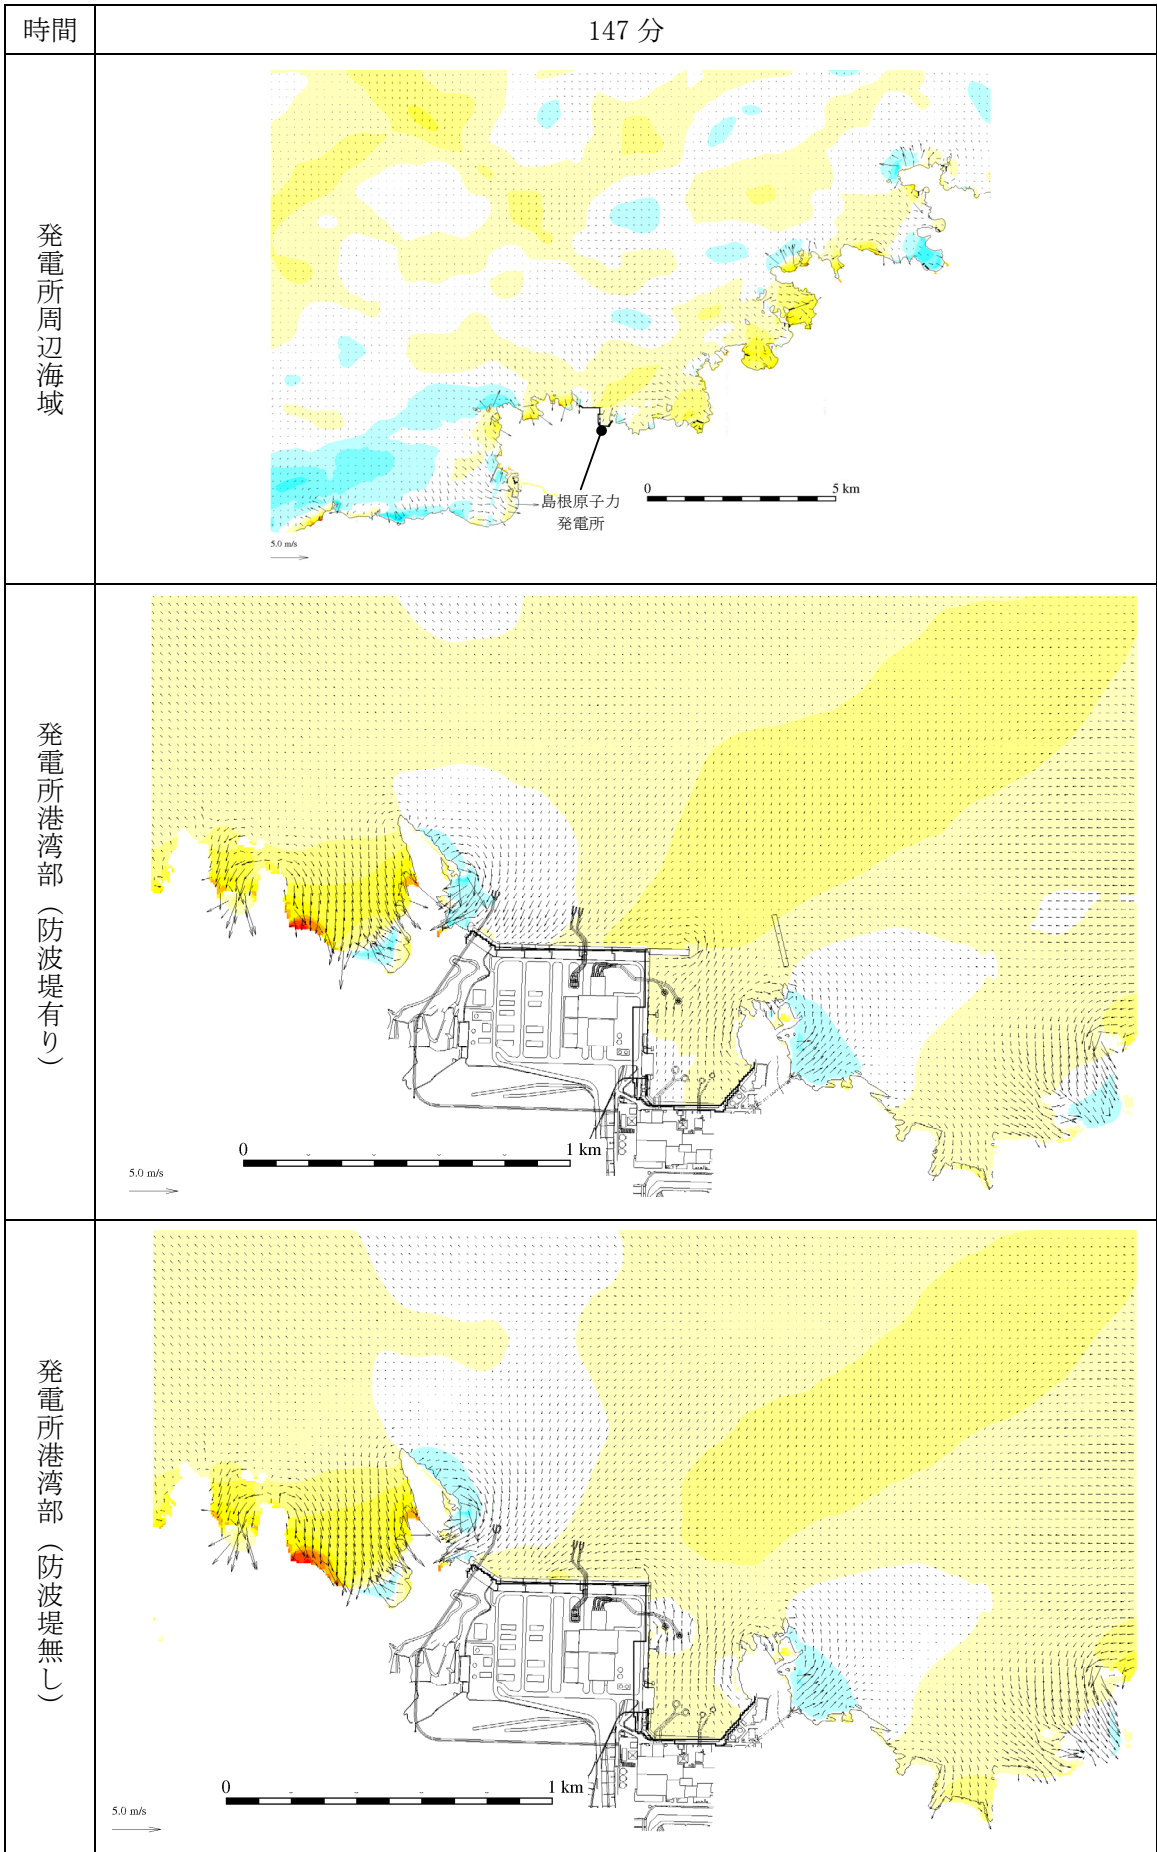 時間
147 分
発電所周辺海域
島根原子力
発電所
0
5 km
5.0 m/s
発電所港湾部（防波堤有り）
0
1 km
5.0 m/s
発電所港湾部（防波堤無し）
0
1 km
5.0 m/s